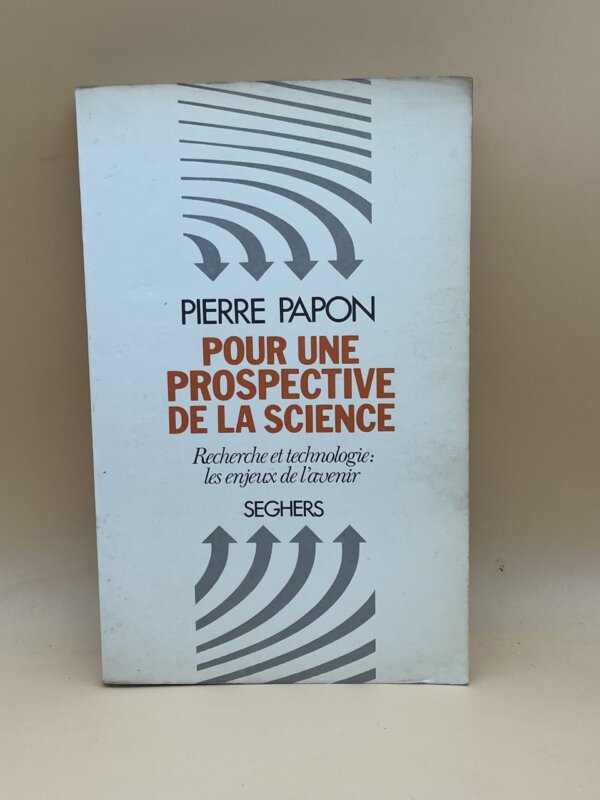 PIERRE PAPON
POUR UNE
PROSPECTIVE
DE LA SCIENCE
Recherche et technologie:
les enjeux de l'avenir
SEGHERS